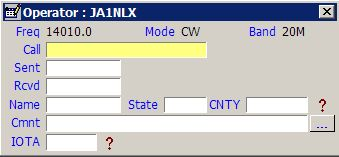 Operator : JA1NLX
Freq 14010.0 Mode CW Band 20M
Call
Sent
Rcvd
Name State CNTY ?
Cmnt ...
IOTA ?